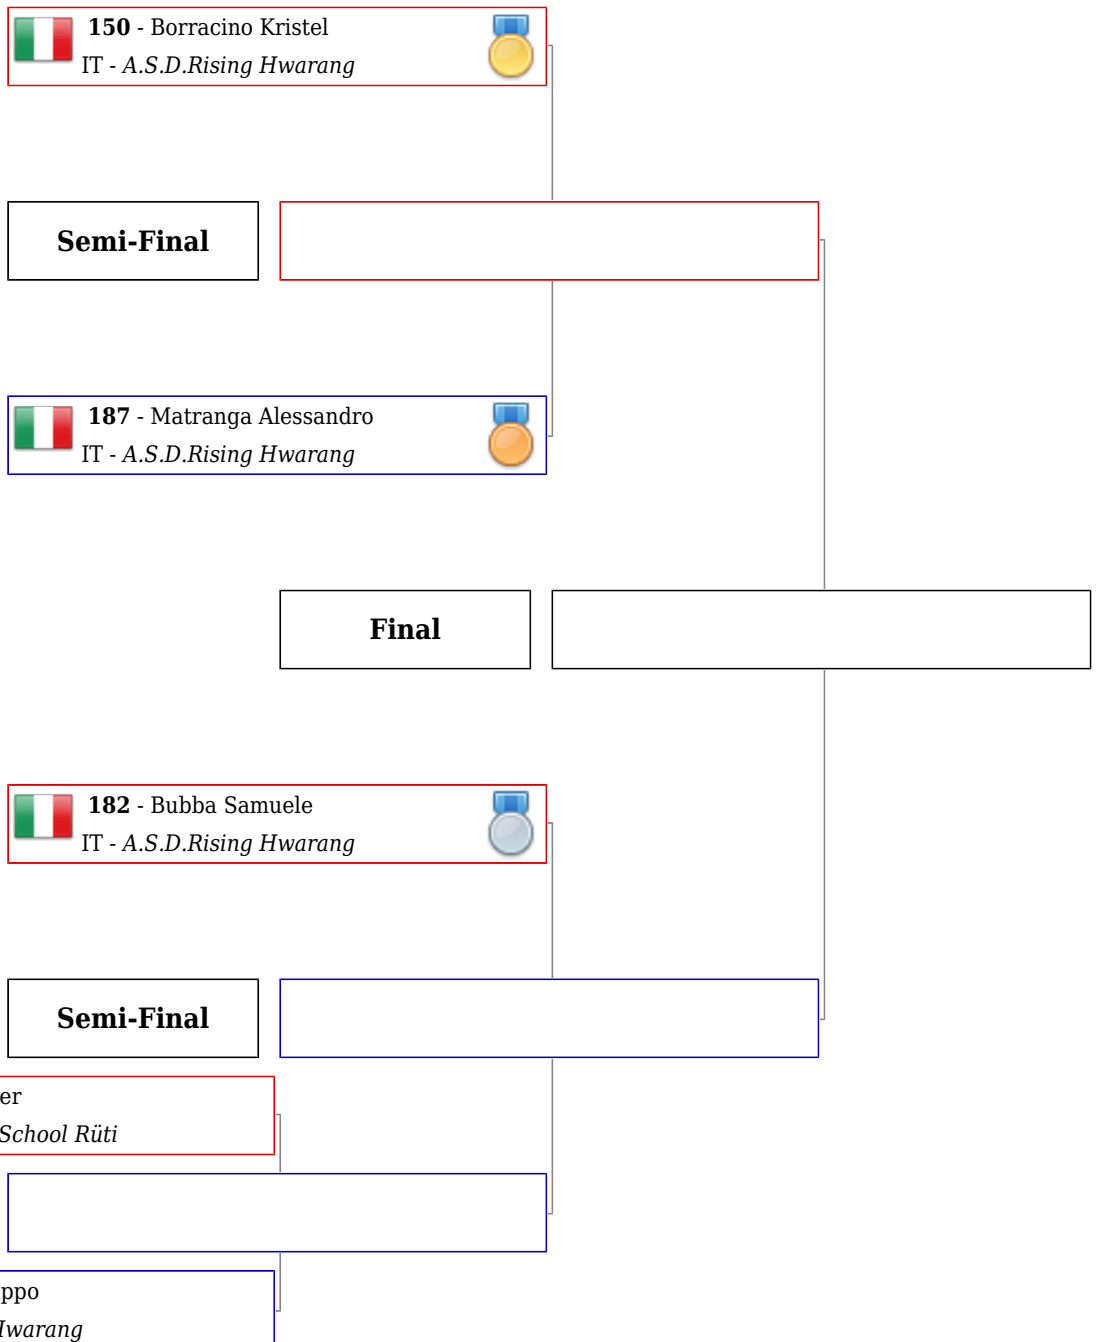 150 - Borracino Kristel
IT - A.S.D.Rising Hwarang
Semi-Final
187 - Matranga Alessandro
IT - A.S.D.Rising Hwarang
Final
182 - Bubba Samuele
IT - A.S.D.Rising Hwarang
Semi-Final
er
School Rüti
ppo
Hwarang